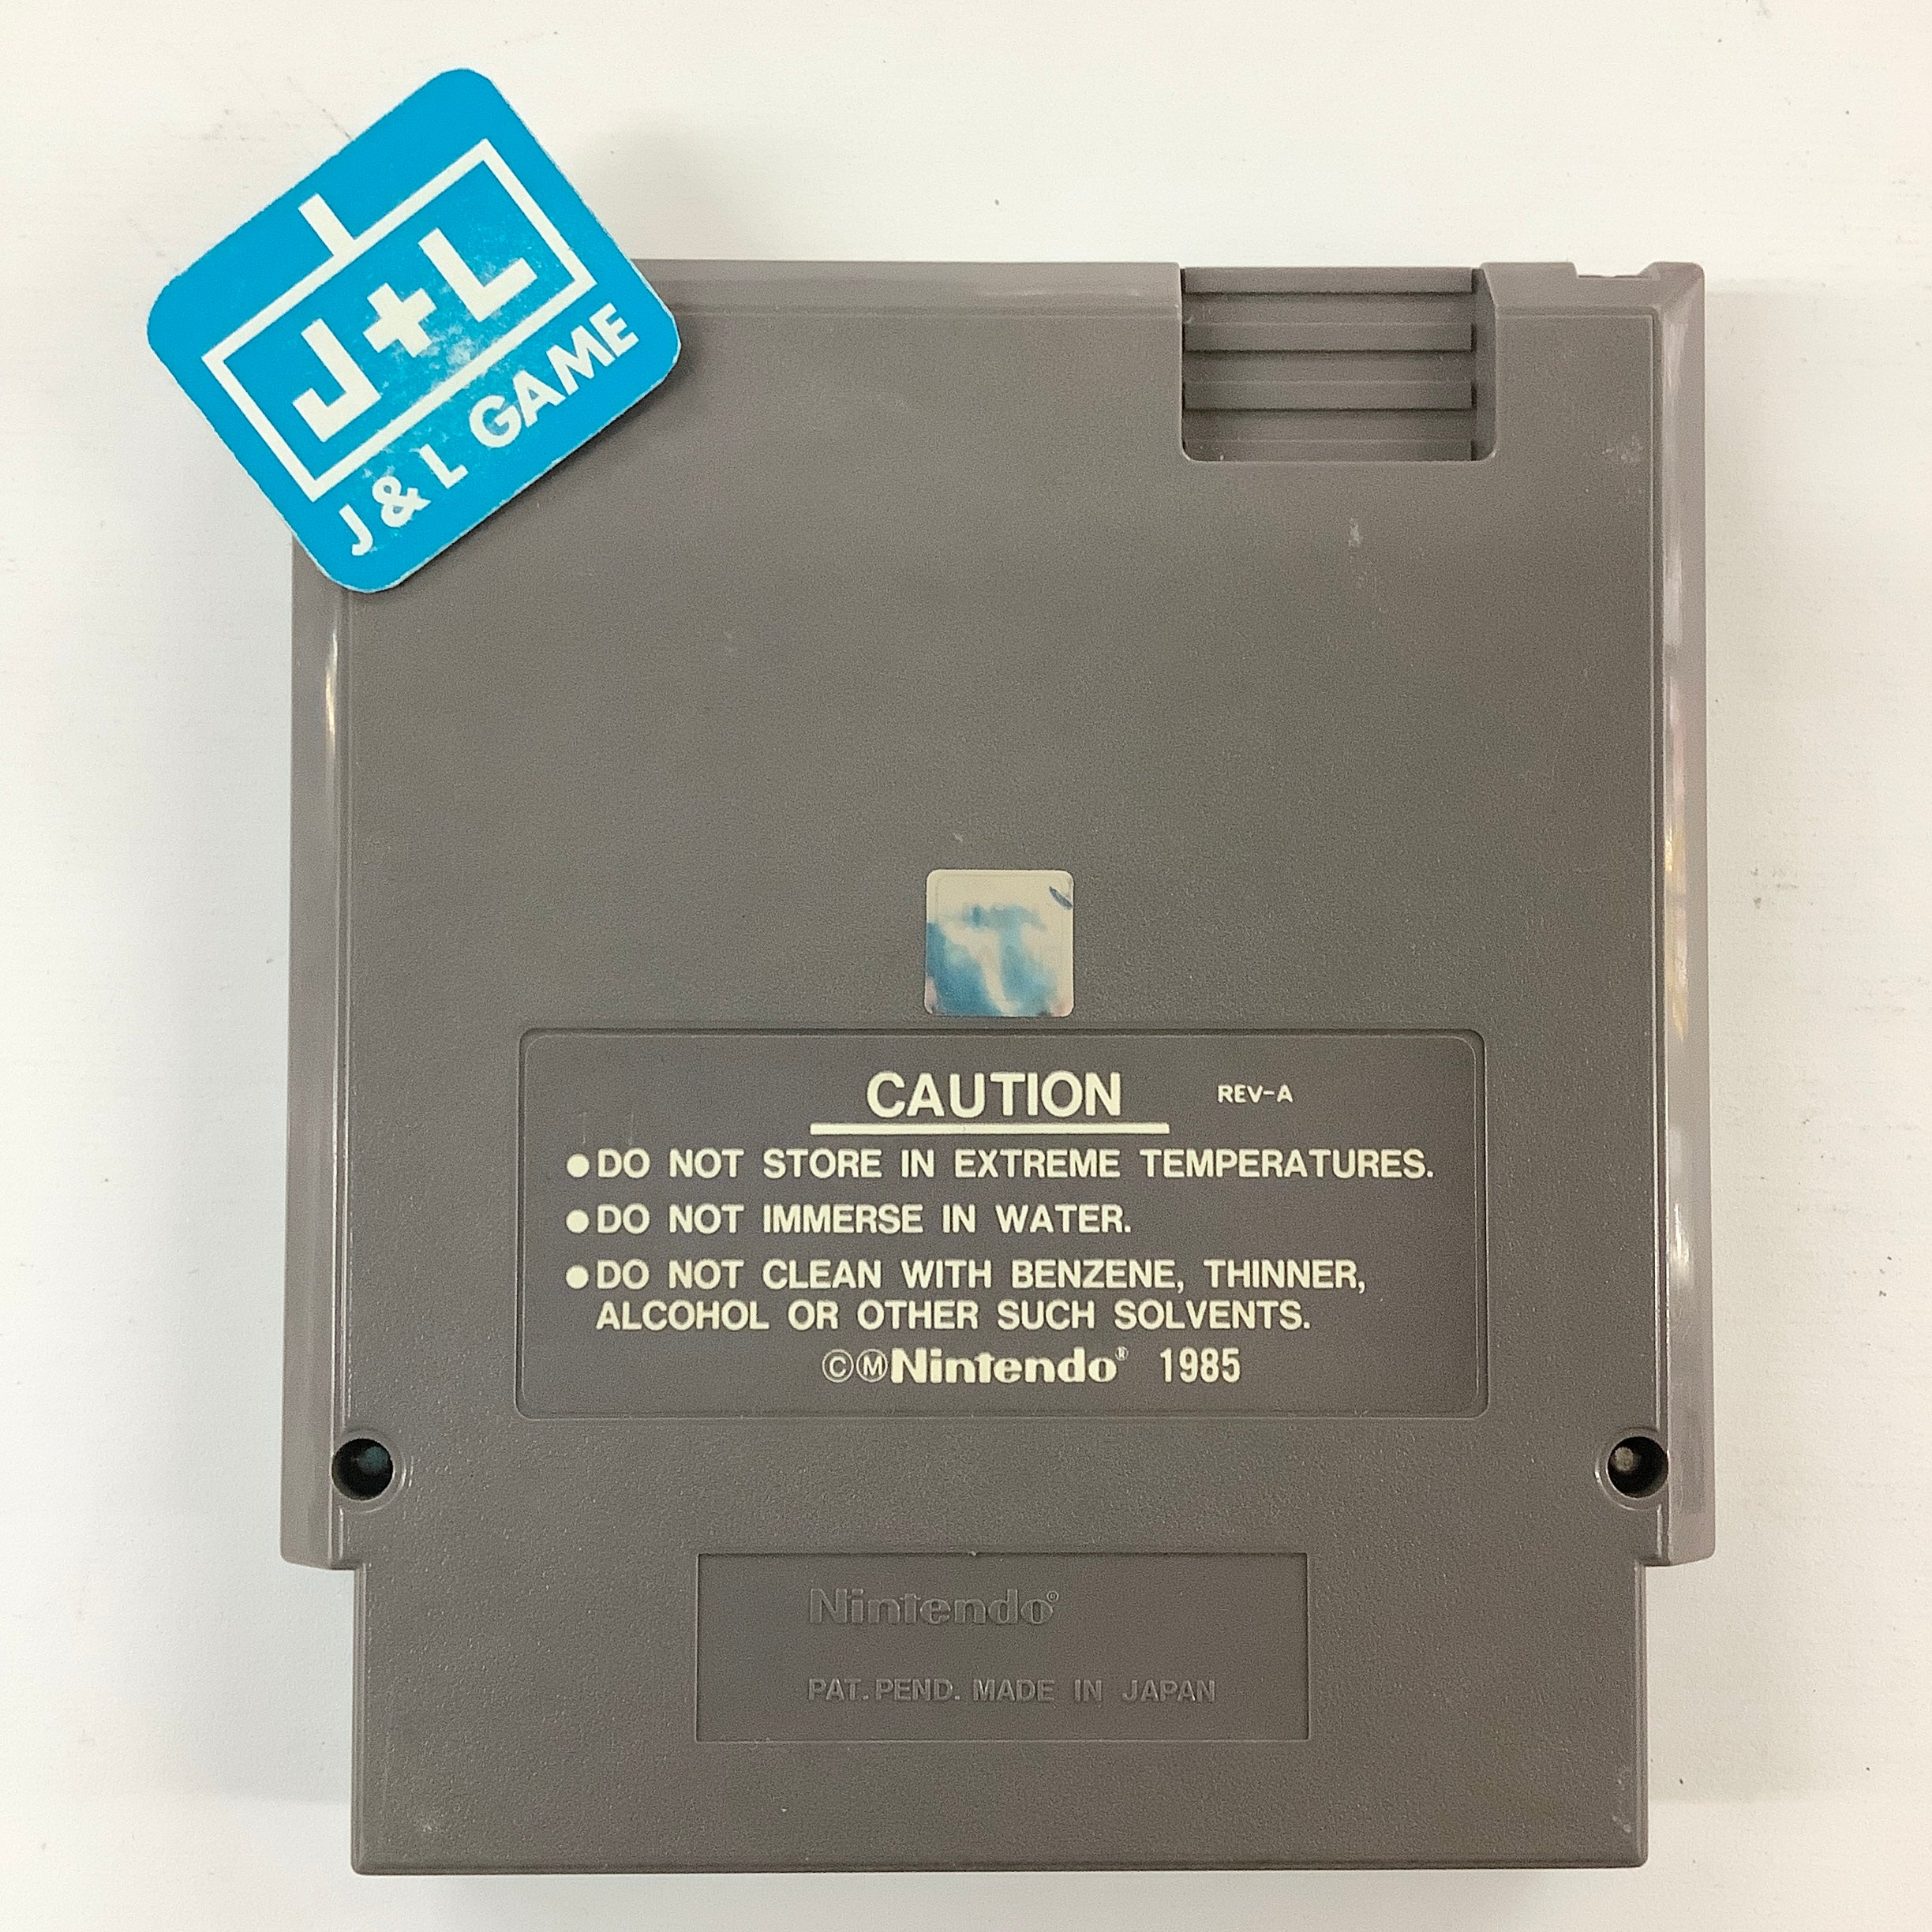 J+L
J & L GAME
T
CAUTION REV-A
●DO NOT STORE IN EXTREME TEMPERATURES.
●DO NOT IMMERSE IN WATER.
●DO NOT CLEAN WITH BENZENE, THINNER,
ALCOHOL OR OTHER SUCH SOLVENTS.
©ⓂNintendo® 1985
Nintendo®
PAT. PEND. MADE IN JAPAN